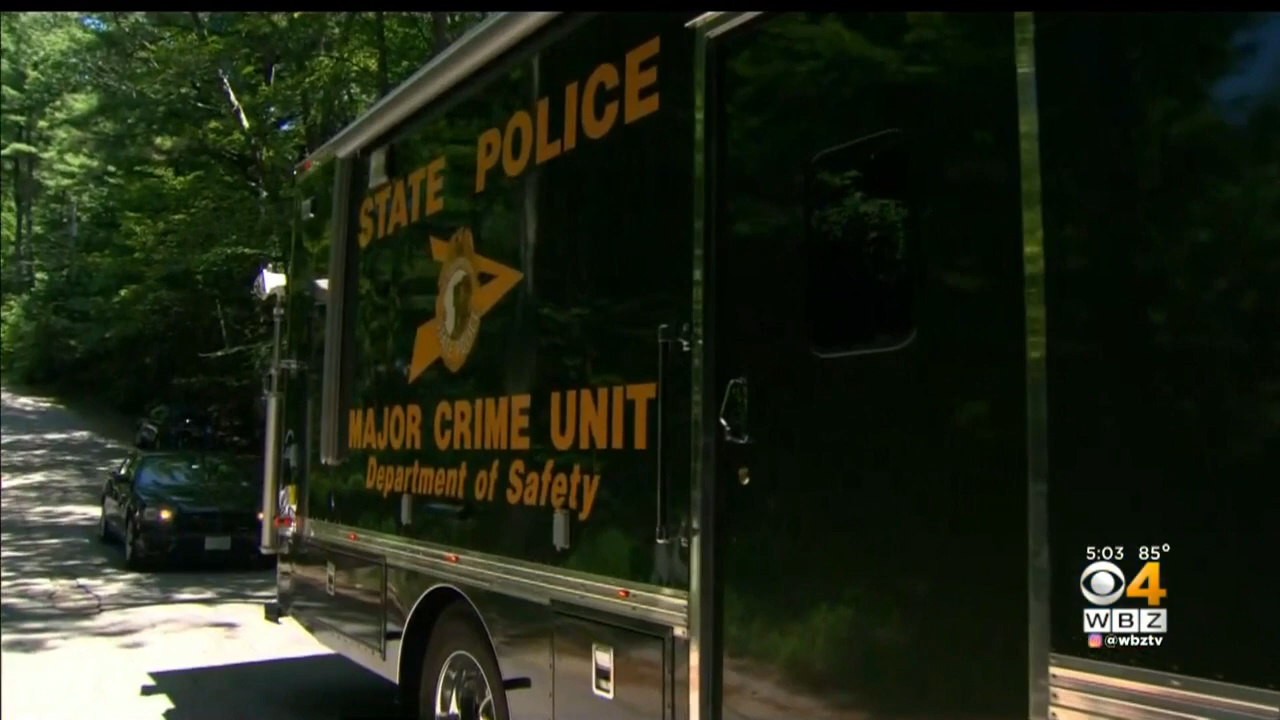 STATE POLICE
MAJOR CRIME UNIT
Department of Safety
5:03 85°
4
WBZ
@wbztv